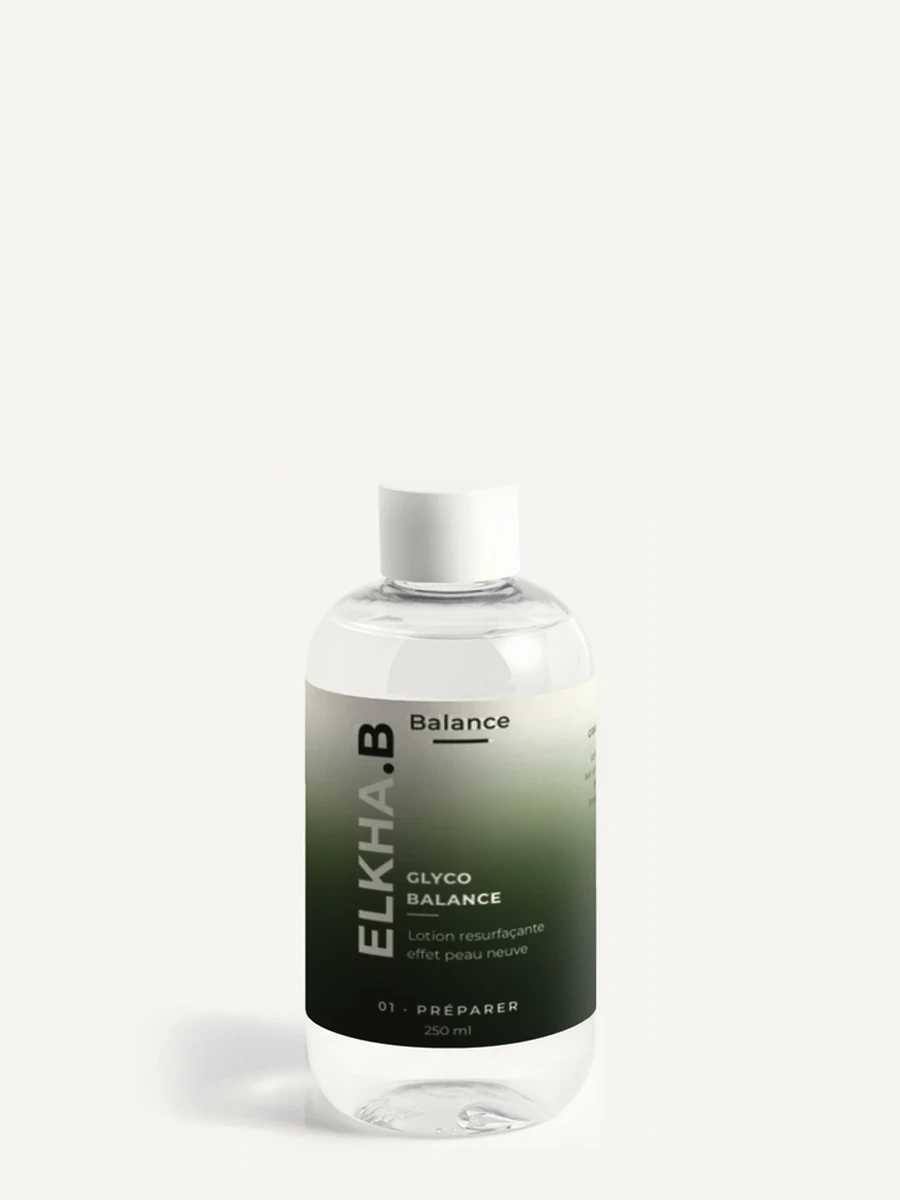 Balance
ELKHA.B
GLYCO
BALANCE
Lotion resurfaçante
effet peau neuve
01 · PRÉPARER
250 ml